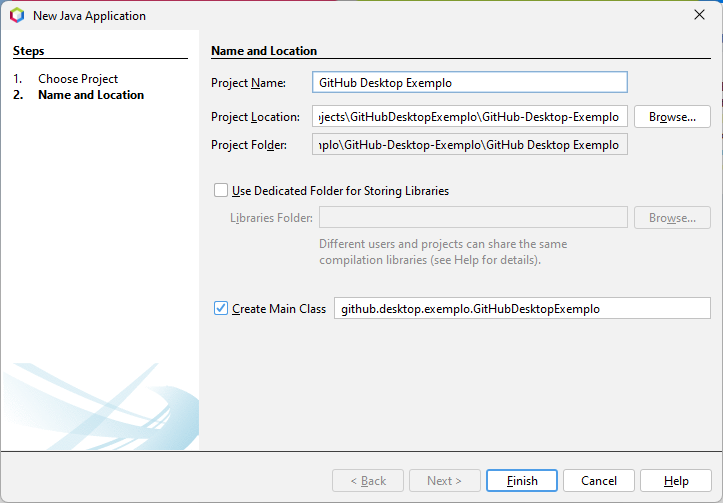 New Java Application
Steps
1. Choose Project
2. Name and Location
Name and Location
Project Name: GitHub Desktop Exemplo
Project Location: ojects\GitHubDesktopExemplo\GitHub-Desktop-Exemplo Browse...
Project Folder: mplo\GitHub-Desktop-Exemplo\GitHub Desktop Exemplo
Use Dedicated Folder for Storing Libraries
Libraries Folder: Browse...
Different users and projects can share the same
compilation libraries (see Help for details).
Create Main Class github.desktop.exemplo.GitHubDesktopExemplo
< Back Next > Finish Cancel Help